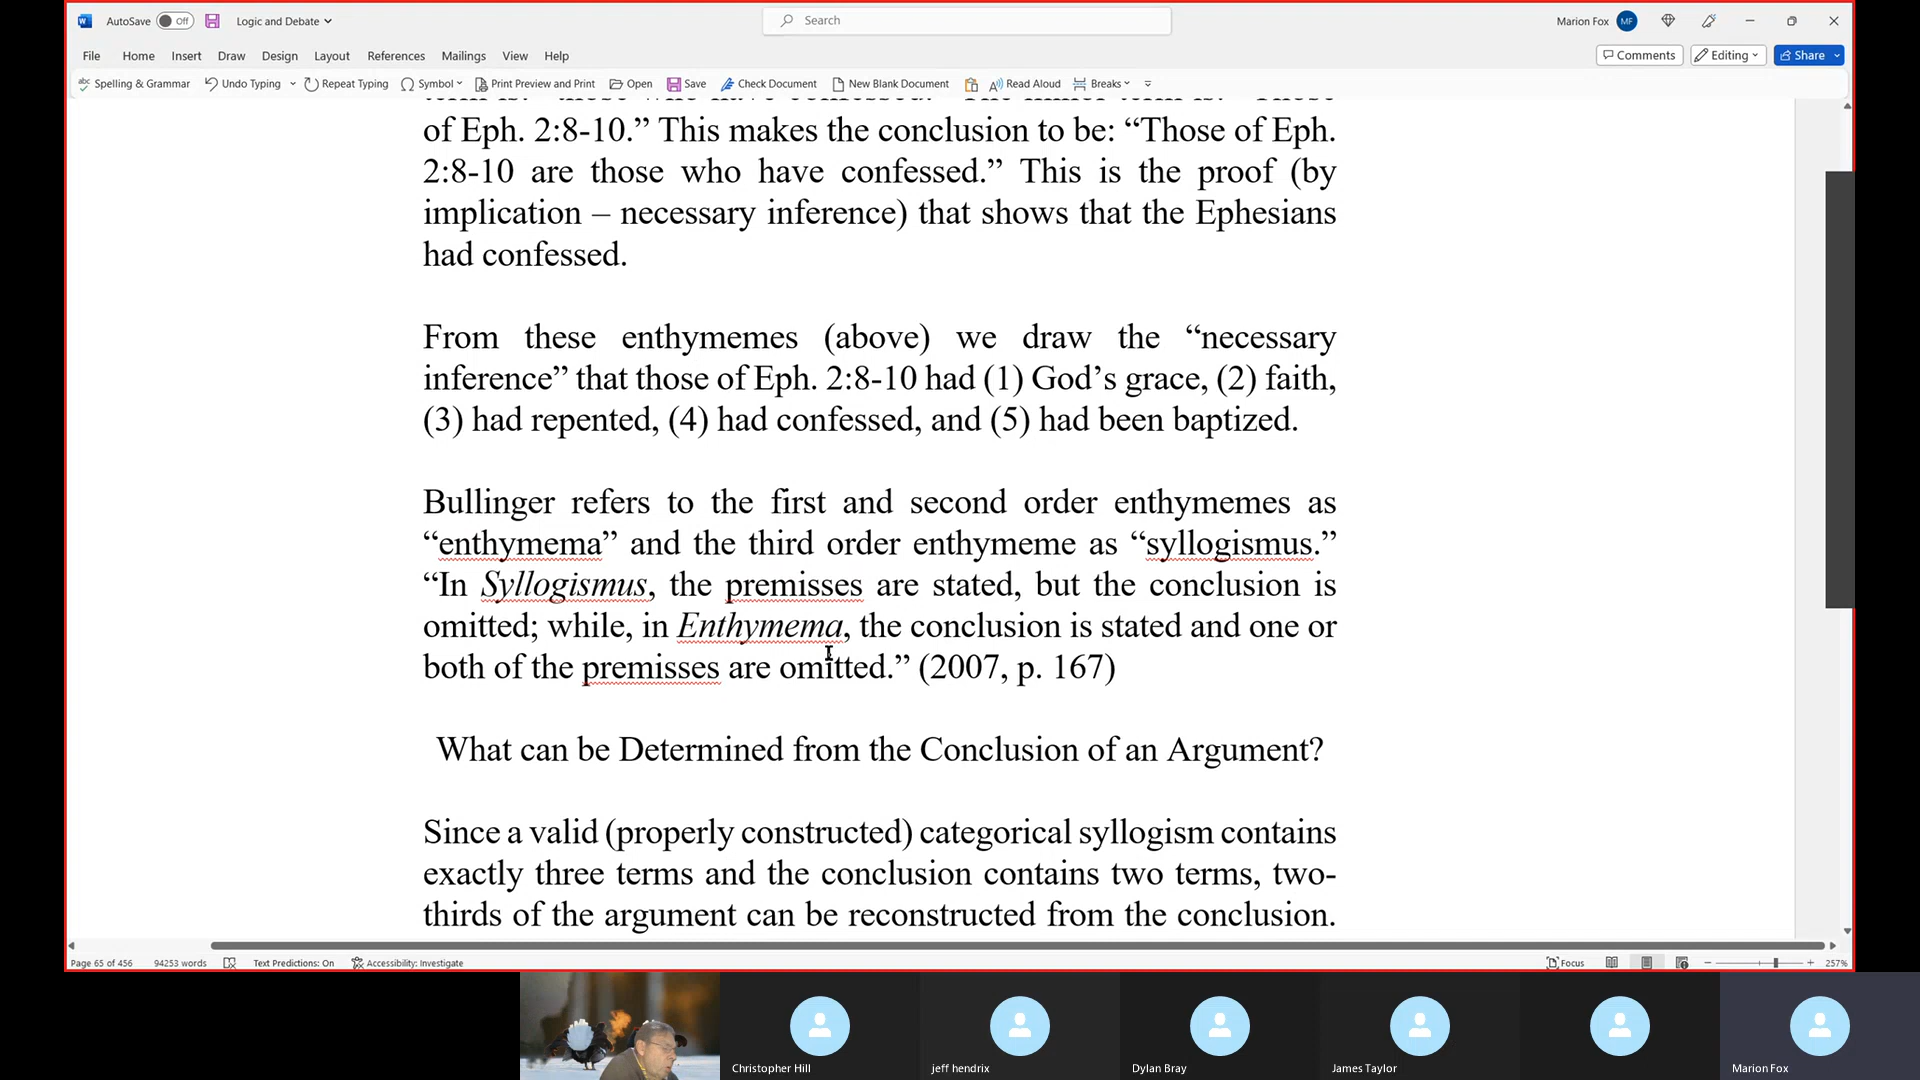 AutoSave Off Logic and Debate Search Marion Fox MF
File Home Insert Draw Design Layout References Mailings View Help Comments Editing Share
Spelling & Grammar Undo Typing Repeat Typing Symbol Print Preview and Print Open Save Check Document New Blank Document Read Aloud Breaks
of Eph. 2:8-10.” This makes the conclusion to be: “Those of Eph.
2:8-10 are those who have confessed.” This is the proof (by
implication – necessary inference) that shows that the Ephesians
had confessed.
From these enthymemes (above) we draw the “necessary
inference” that those of Eph. 2:8-10 had (1) God’s grace, (2) faith,
(3) had repented, (4) had confessed, and (5) had been baptized.
Bullinger refers to the first and second order enthymemes as
“enthymema” and the third order enthymeme as “syllogismus.”
“In Syllogismus, the premisses are stated, but the conclusion is
omitted; while, in Enthymema, the conclusion is stated and one or
both of the premisses are omitted.” (2007, p. 167)
What can be Determined from the Conclusion of an Argument?
Since a valid (properly constructed) categorical syllogism contains
exactly three terms and the conclusion contains two terms, two-
thirds of the argument can be reconstructed from the conclusion.
Page 65 of 456 94253 words Text Predictions: On Accessibility: Investigate Focus 257%
Christopher Hill jeff hendrix Dylan Bray James Taylor Marion Fox